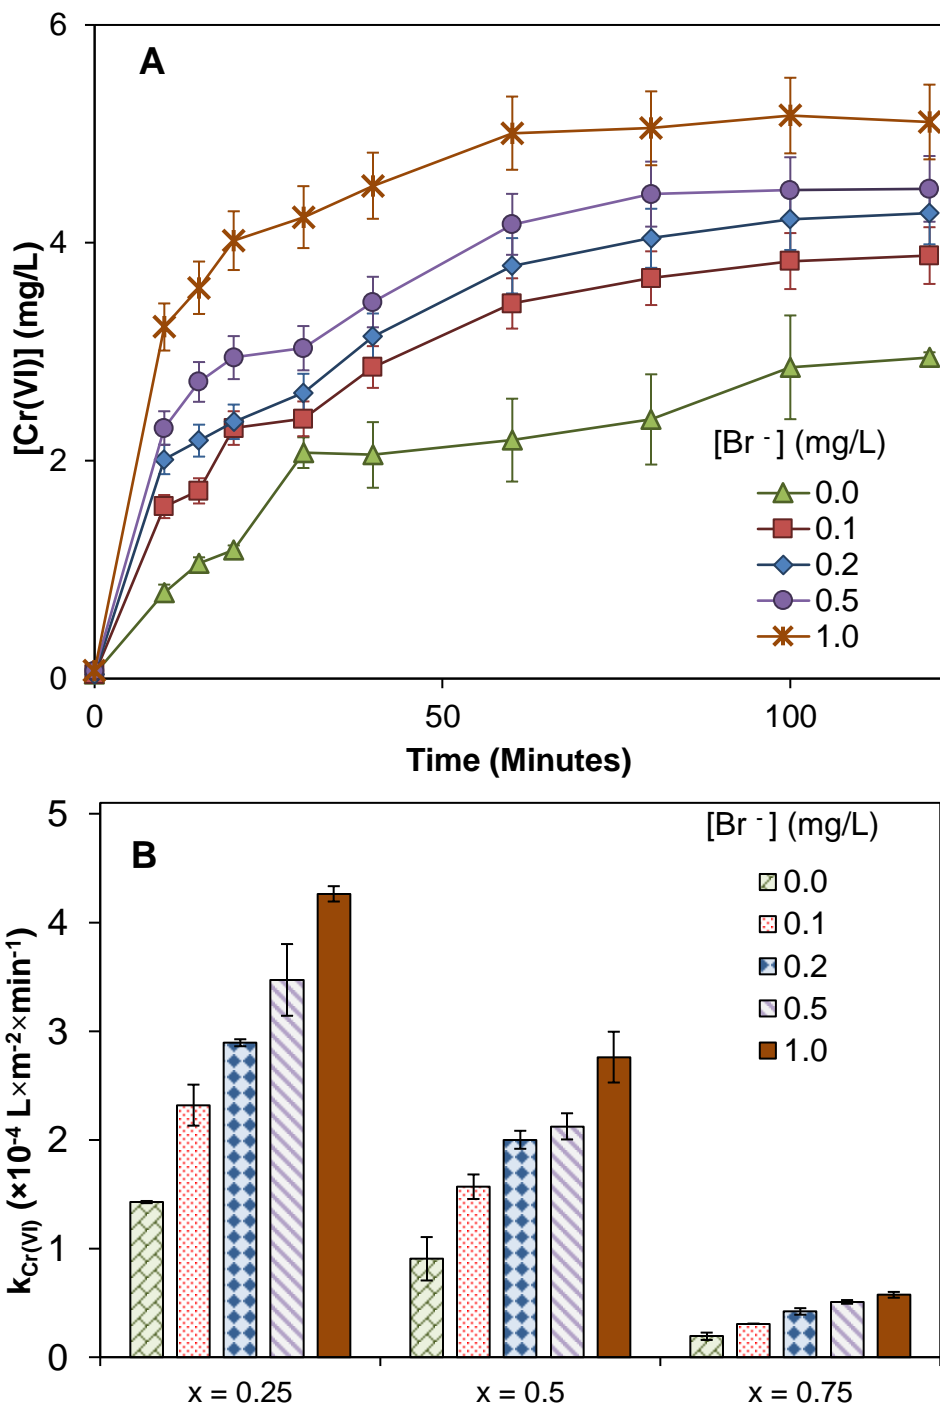 A
[Cr(VI)] (mg/L)
6
4
2
0
0
50
100
Time (Minutes)
[Br -] (mg/L)
0.0
0.1
0.2
0.5
1.0
B
kCr(VI) (×10-4 L×m-2×min-1)
5
4
3
2
1
0
x = 0.25
x = 0.5
x = 0.75
[Br -] (mg/L)
0.0
0.1
0.2
0.5
1.0